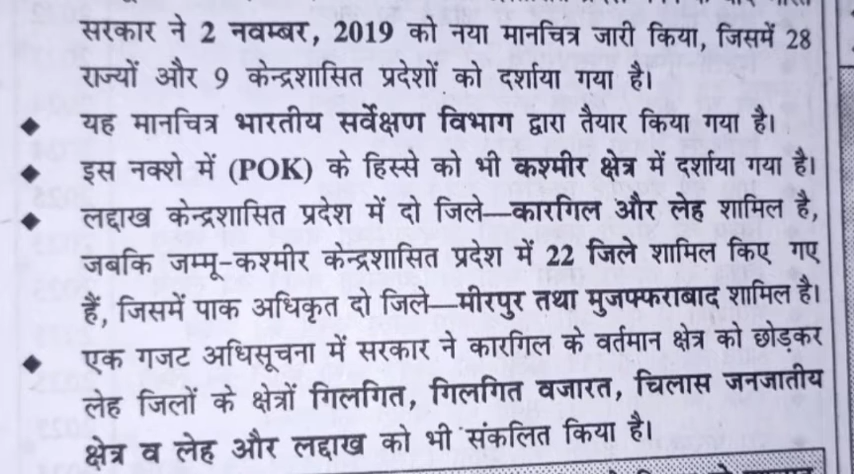 सरकार ने 2 नवम्बर, 2019 को नया मानचित्र जारी किया, जिसमें 28
राज्यों और 9 केन्द्रशासित प्रदेशों को दर्शाया गया है।
◆ यह मानचित्र भारतीय सर्वेक्षण विभाग द्वारा तैयार किया गया है।
◆ इस नक्शे में (POK) के हिस्से को भी कश्मीर क्षेत्र में दर्शाया गया है।
◆ लद्दाख केन्द्रशासित प्रदेश में दो जिले—कारगिल और लेह शामिल है,
जबकि जम्मू-कश्मीर केन्द्रशासित प्रदेश में 22 जिले शामिल किए गए
हैं, जिसमें पाक अधिकृत दो जिले—मीरपुर तथा मुजफ्फराबाद शामिल है।
◆ एक गजट अधिसूचना में सरकार ने कारगिल के वर्तमान क्षेत्र को छोड़कर
लेह जिलों के क्षेत्रों गिलगित, गिलगित वजारत, चिलास जनजातीय
क्षेत्र व लेह और लद्दाख को भी संकलित किया है।